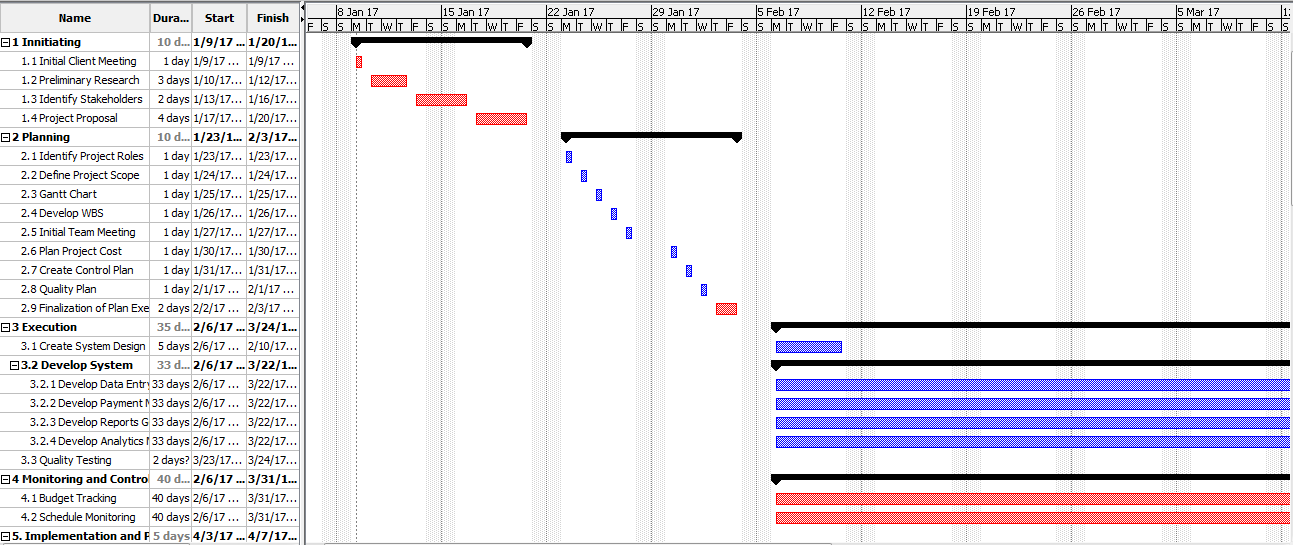 Name Dura... Start Finish 8 Jan 17 15 Jan 17 22 Jan 17 29 Jan 17 5 Feb 17 12 Feb 17 19 Feb 17 26 Feb 17 5 Mar 17 12
F S S M T W T F S S M T W T F S S M T W T F S S M T W T F S S M T W T F S S M T W T F S S M T W T F S S M T W T F S S M T W T F S S
1 Innitiating 10 d... 1/9/17 ... 1/20/1...
1.1 Initial Client Meeting 1 day 1/9/17 ... 1/9/17 ...
1.2 Preliminary Research 3 days 1/10/17... 1/12/17...
1.3 Identify Stakeholders 2 days 1/13/17... 1/16/17...
1.4 Project Proposal 4 days 1/17/17... 1/20/17...
2 Planning 10 d... 1/23/1... 2/3/17...
2.1 Identify Project Roles 1 day 1/23/17... 1/23/17...
2.2 Define Project Scope 1 day 1/24/17... 1/24/17...
2.3 Gantt Chart 1 day 1/25/17... 1/25/17...
2.4 Develop WBS 1 day 1/26/17... 1/26/17...
2.5 Initial Team Meeting 1 day 1/27/17... 1/27/17...
2.6 Plan Project Cost 1 day 1/30/17... 1/30/17...
2.7 Create Control Plan 1 day 1/31/17... 1/31/17...
2.8 Quality Plan 1 day 2/1/17 ... 2/1/17 ...
2.9 Finalization of Plan Exe 2 days 2/2/17 ... 2/3/17 ...
3 Execution 35 d... 2/6/17 ... 3/24/1...
3.1 Create System Design 5 days 2/6/17 ... 2/10/17...
3.2 Develop System 33 d... 2/6/17 ... 3/22/1...
3.2.1 Develop Data Entry 33 days 2/6/17 ... 3/22/17...
3.2.2 Develop Payment M 33 days 2/6/17 ... 3/22/17...
3.2.3 Develop Reports G 33 days 2/6/17 ... 3/22/17...
3.2.4 Develop Analytics M 33 days 2/6/17 ... 3/22/17...
3.3 Quality Testing 2 days? 3/23/17... 3/24/17...
4 Monitoring and Control 40 d... 2/6/17 ... 3/31/1...
4.1 Budget Tracking 40 days 2/6/17 ... 3/31/17...
4.2 Schedule Monitoring 40 days 2/6/17 ... 3/31/17...
5. Implementation and P 5 days 4/3/17 ... 4/7/17...